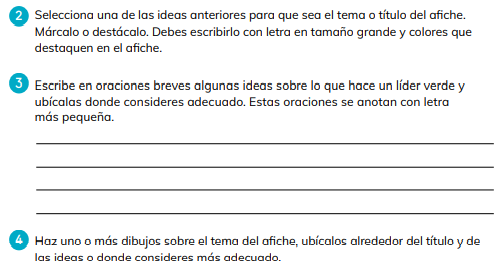 2 Selecciona una de las ideas anteriores para que sea el tema o título del afiche.
Márcalo o destácalo. Debes escribirlo con letra en tamaño grande y colores que
destaquen en el afiche.
3 Escribe en oraciones breves algunas ideas sobre lo que hace un líder verde y
ubícalas donde consideres adecuado. Estas oraciones se anotan con letra
más pequeña.
4 Haz uno o más dibujos sobre el tema del afiche, ubícalos alrededor del título y de
las ideas o donde consideres más adecuado.